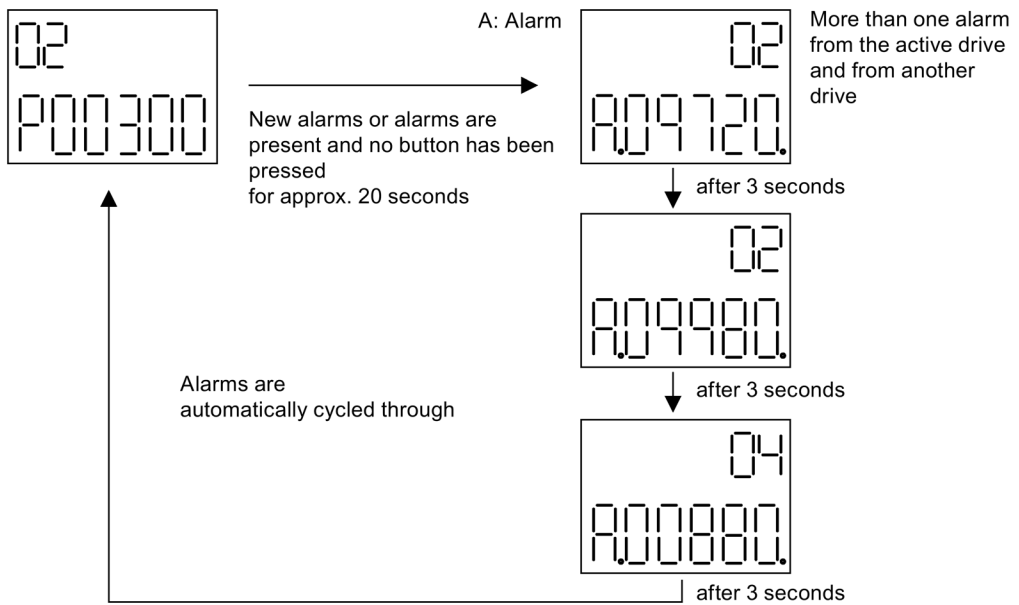 02
P00300
New alarms or alarms are
present and no button has been
pressed
for approx. 20 seconds
A: Alarm
02
A.09720.
More than one alarm
from the active drive
and from another
drive
after 3 seconds
02
A.09980.
after 3 seconds
Alarms are
automatically cycled through
04
A.00880.
after 3 seconds